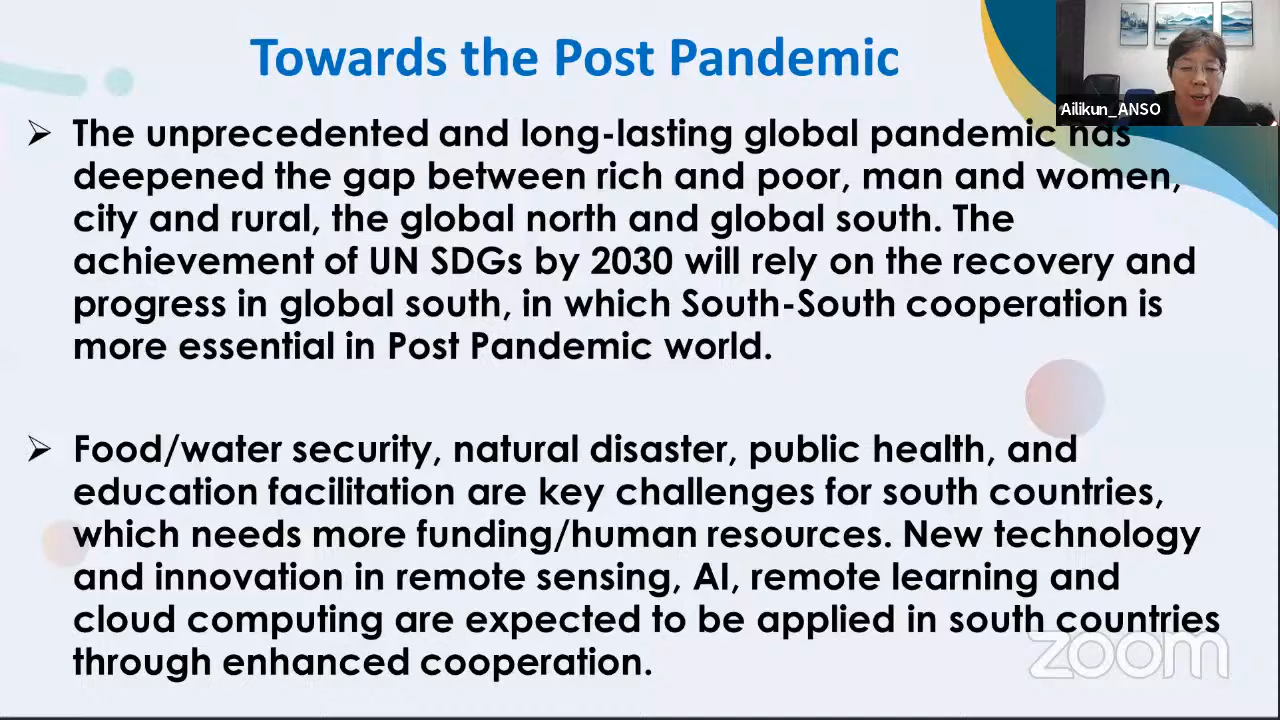 Towards the Post Pandemic
Ailikun_ANSO
➢ The unprecedented and long-lasting global pandemic has
deepened the gap between rich and poor, man and women,
city and rural, the global north and global south. The
achievement of UN SDGs by 2030 will rely on the recovery and
progress in global south, in which South-South cooperation is
more essential in Post Pandemic world.
➢ Food/water security, natural disaster, public health, and
education facilitation are key challenges for south countries,
which needs more funding/human resources. New technology
and innovation in remote sensing, AI, remote learning and
cloud computing are expected to be applied in south countries
through enhanced cooperation.
zoom